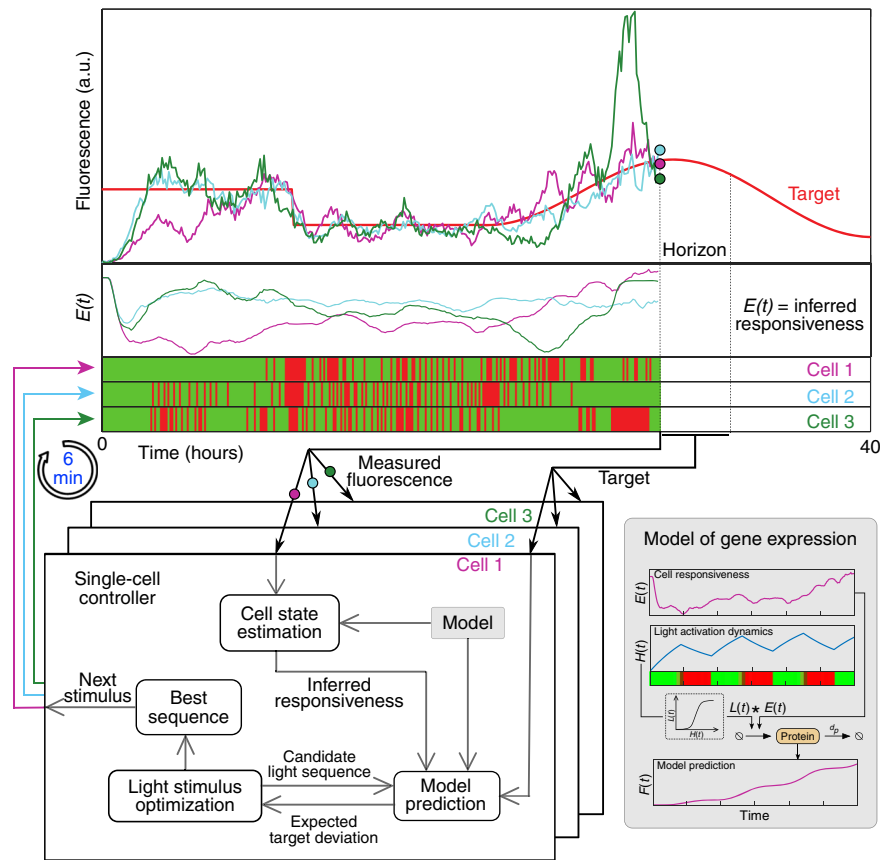 Fluorescence (a.u.)
Target
Horizon
E(t)
E(t) = inferred
responsiveness
Cell 1
Cell 2
Cell 3
0
Time (hours)
40
6
min
Measured
fluorescence
Target
Cell 3
Cell 2
Cell 1
Single-cell
controller
Cell state
estimation
Model
Inferred
responsiveness
Next
stimulus
Best
sequence
Candidate
light sequence
Light stimulus
optimization
Model
prediction
Expected
target deviation
Model of gene expression
Cell responsiveness
E(t)
Light activation dynamics
H(t)
L(t)
H(t)
L(t) * E(t)
∅
Protein
dp
∅
Model prediction
F(t)
Time